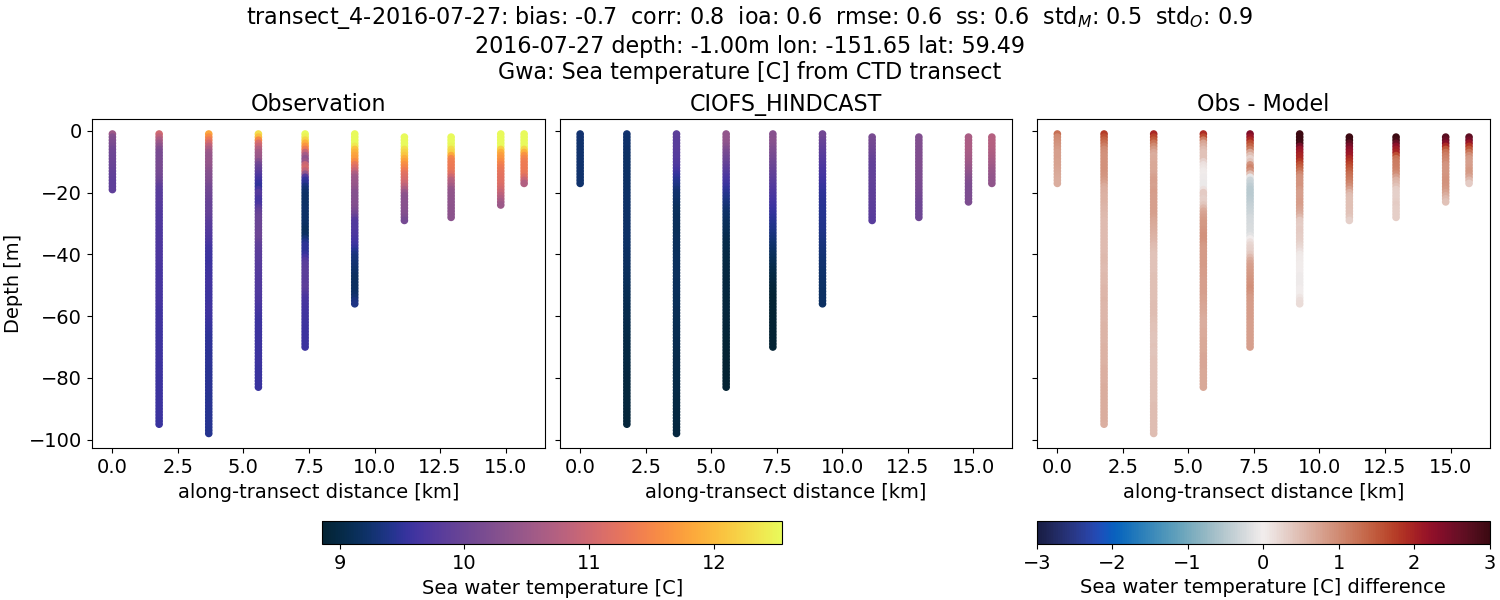 transect_4-2016-07-27: bias: -0.7 corr: 0.8 ioa: 0.6 rmse: 0.6 ss: 0.6 std_M: 0.5 std_O: 0.9
2016-07-27 depth: -1.00m lon: -151.65 lat: 59.49
Gwa: Sea temperature [C] from CTD transect
Observation
CIOFS_HINDCAST
Obs - Model
Depth [m]
0
−20
−40
−60
−80
−100
0.0 2.5 5.0 7.5 10.0 12.5 15.0
0.0 2.5 5.0 7.5 10.0 12.5 15.0
0.0 2.5 5.0 7.5 10.0 12.5 15.0
along-transect distance [km]
along-transect distance [km]
along-transect distance [km]
9 10 11 12
Sea water temperature [C]
−3 −2 −1 0 1 2 3
Sea water temperature [C] difference